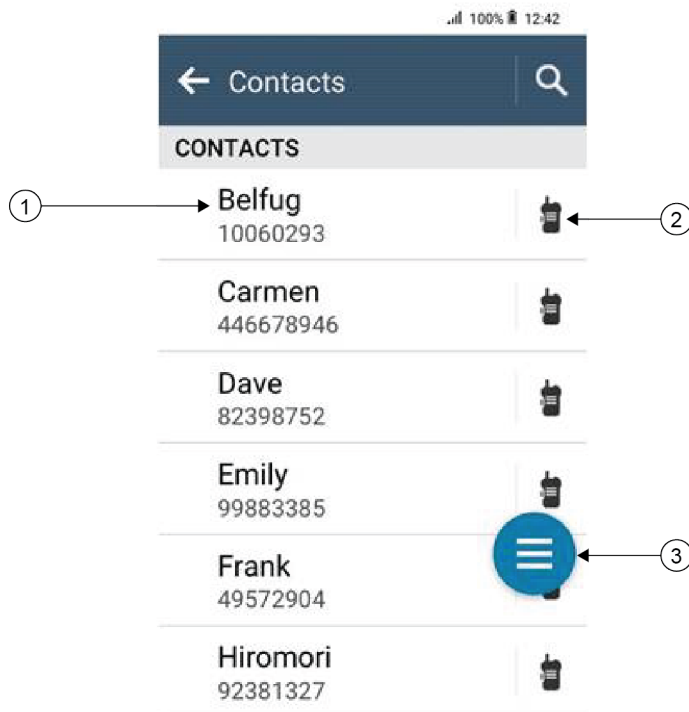 100% 12:42
Contacts
CONTACTS
1
Belfug
10060293
2
Carmen
446678946
Dave
82398752
Emily
99883385
3
Frank
49572904
Hiromori
92381327